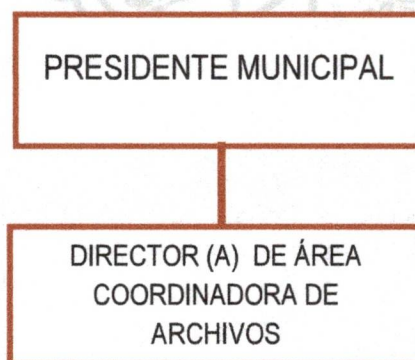 PRESIDENTE MUNICIPAL
DIRECTOR (A) DE ÁREA
COORDINADORA DE
ARCHIVOS